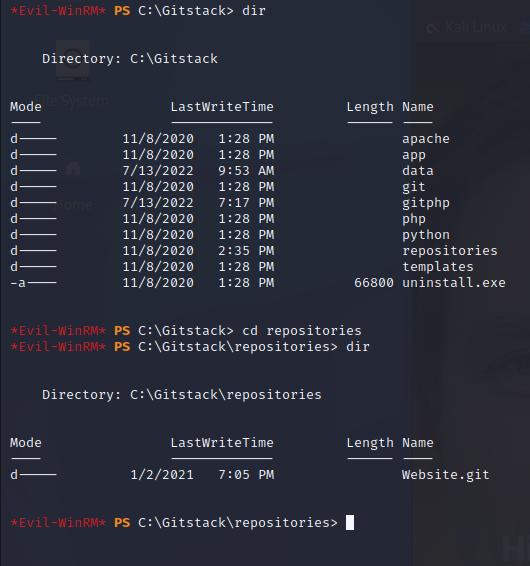 *Evil-WinRM* PS C:\Gitstack> dir
Directory: C:\Gitstack
Mode LastWriteTime Length Name
---- ------------- ------ ----
d----- 11/8/2020 1:28 PM apache
d----- 11/8/2020 1:28 PM app
d----- 7/13/2022 9:53 AM data
d----- 11/8/2020 1:28 PM git
d----- 7/13/2022 7:17 PM gitphp
d----- 11/8/2020 1:28 PM php
d----- 11/8/2020 1:28 PM python
d----- 11/8/2020 2:35 PM repositories
d----- 11/8/2020 1:28 PM templates
-a---- 11/8/2020 1:28 PM 66800 uninstall.exe
*Evil-WinRM* PS C:\Gitstack> cd repositories
*Evil-WinRM* PS C:\Gitstack\repositories> dir
Directory: C:\Gitstack\repositories
Mode LastWriteTime Length Name
---- ------------- ------ ----
d----- 1/2/2021 7:05 PM Website.git
*Evil-WinRM* PS C:\Gitstack\repositories>
Kali Linux
File System
Home
H